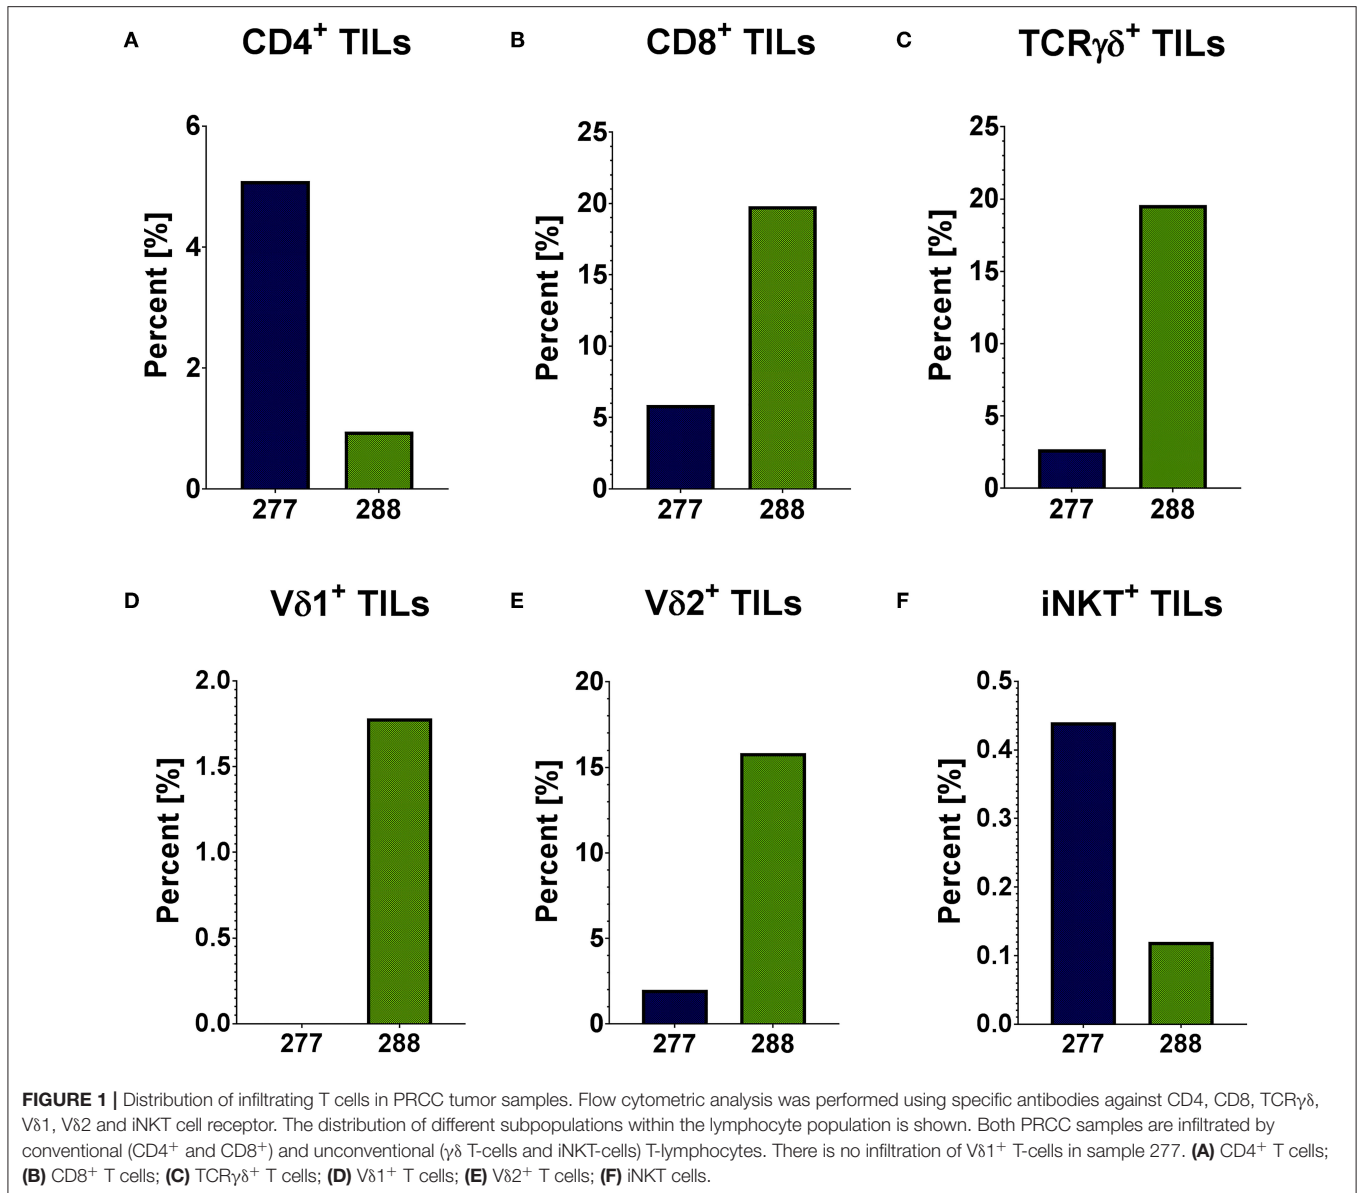 A CD4⁺ TILs
Percent [%]
6
4
2
0
277 288
B CD8⁺ TILs
Percent [%]
25
20
15
10
5
0
277 288
C TCRγδ⁺ TILs
Percent [%]
25
20
15
10
5
0
277 288
D Vδ1⁺ TILs
Percent [%]
2.0
1.5
1.0
0.5
0.0
277 288
E Vδ2⁺ TILs
Percent [%]
20
15
10
5
0
277 288
F iNKT⁺ TILs
Percent [%]
0.5
0.4
0.3
0.2
0.1
0.0
277 288
FIGURE 1 | Distribution of infiltrating T cells in PRCC tumor samples. Flow cytometric analysis was performed using specific antibodies against CD4, CD8, TCRγδ,
Vδ1, Vδ2 and iNKT cell receptor. The distribution of different subpopulations within the lymphocyte population is shown. Both PRCC samples are infiltrated by
conventional (CD4⁺ and CD8⁺) and unconventional (γδ T-cells and iNKT-cells) T-lymphocytes. There is no infiltration of Vδ1⁺ T-cells in sample 277. (A) CD4⁺ T cells;
(B) CD8⁺ T cells; (C) TCRγδ⁺ T cells; (D) Vδ1⁺ T cells; (E) Vδ2⁺ T cells; (F) iNKT cells.